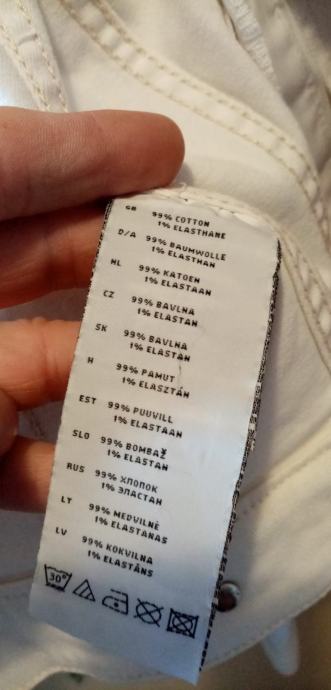 GB 99% COTTON
1% ELASTHANE
D/A 99% BAUMWOLLE
1% ELASTHAN
NL 99% KATOEN
1% ELASTAAN
CZ 99% BAVLNA
1% ELASTAN
SK 99% BAVLNA
1% ELASTAN
H 99% PAMUT
1% ELASZTÁN
EST 99% PUUVILL
1% ELASTAAN
SLO 99% BOMBAŽ
1% ELASTAN
RUS 99% ХЛОПОК
1% ЭЛАСТАН
LT 99% MEDVILNĖ
1% ELASTANAS
LV 99% KOKVILNA
1% ELASTĀNS
30°